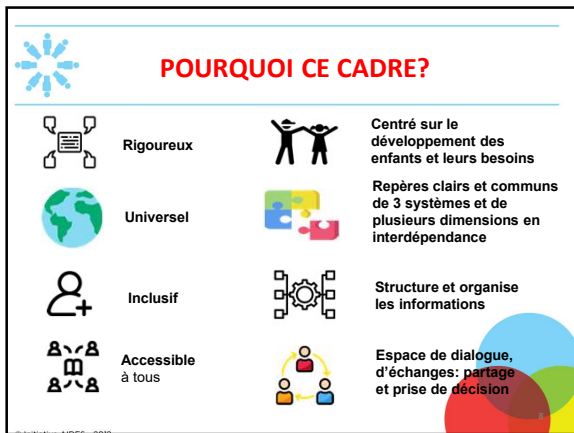 POURQUOI CE CADRE?
Rigoureux
Universel
Inclusif
Accessible
à tous
Centré sur le
développement des
enfants et leurs besoins
Repères clairs et communs
de 3 systèmes et de
plusieurs dimensions en
interdépendance
Structure et organise
les informations
Espace de dialogue,
d'échanges: partage
et prise de décision